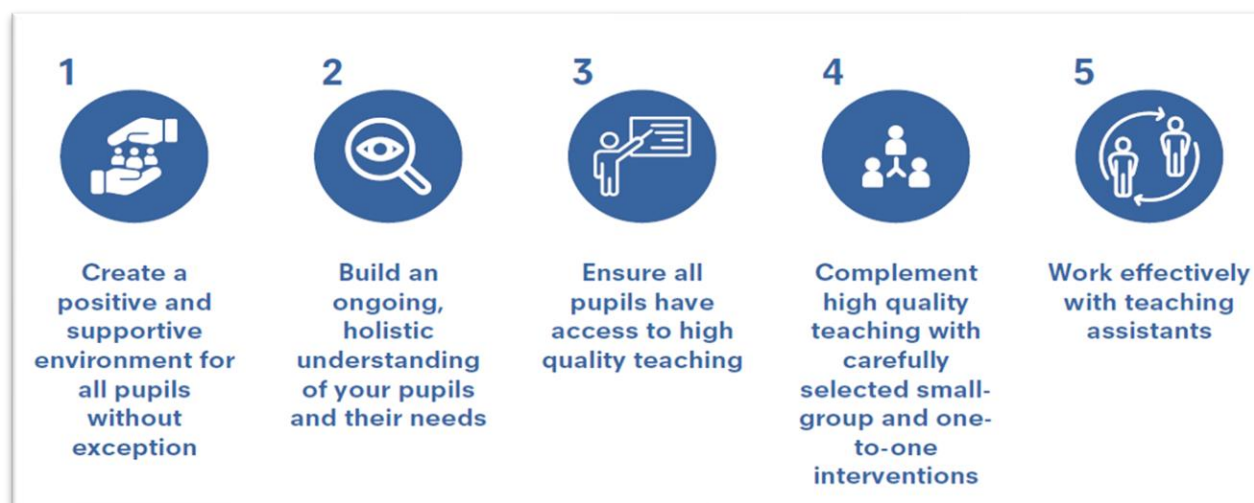 1
Create a
positive and
supportive
environment for
all pupils
without
exception
2
Build an
ongoing,
holistic
understanding
of your pupils
and their needs
3
Ensure all
pupils have
access to high
quality teaching
4
Complement
high quality
teaching with
carefully
selected small-
group and one-
to-one
interventions
5
Work effectively
with teaching
assistants